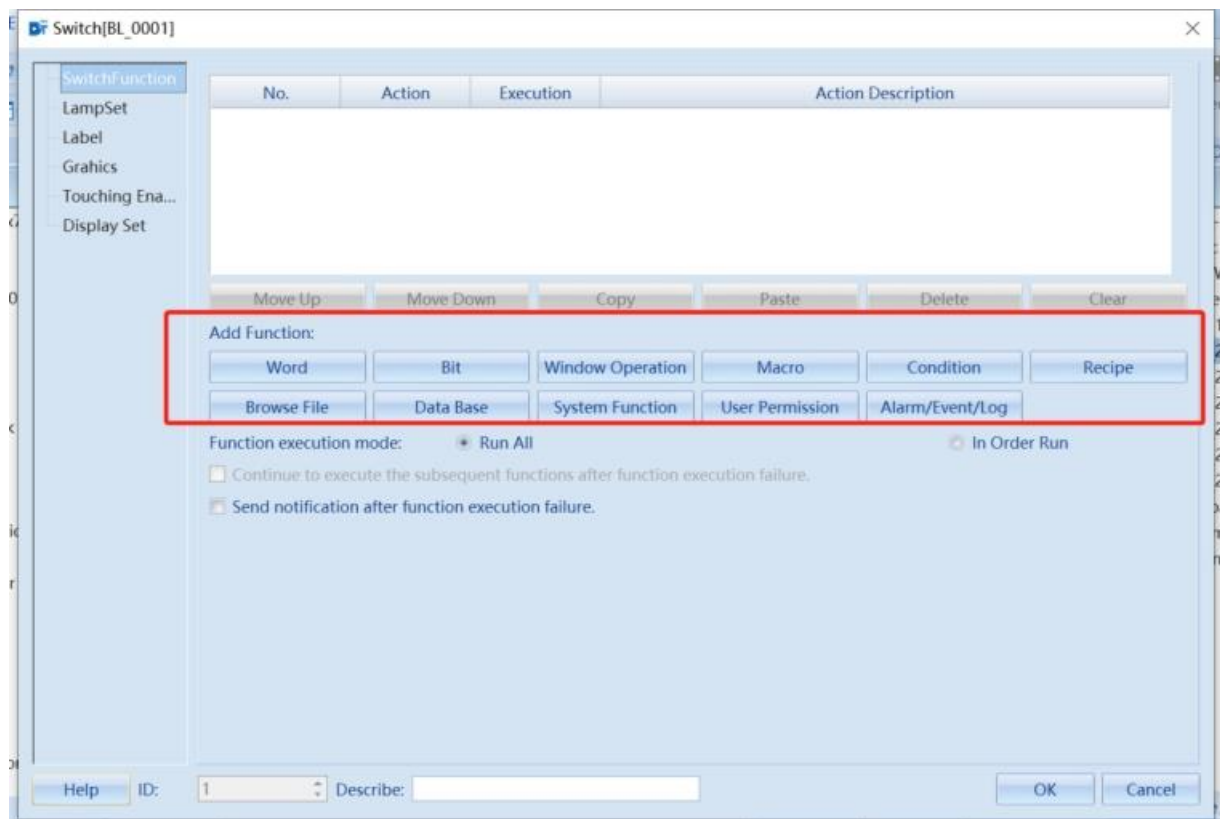 Switch[BL_0001]
SwitchFunction
LampSet
Label
Grahics
Touching Ena...
Display Set
No. Action Execution Action Description
Move Up Move Down Copy Paste Delete Clear
Add Function:
Word Bit Window Operation Macro Condition Recipe
Browse File Data Base System Function User Permission Alarm/Event/Log
Function execution mode: Run All In Order Run
Continue to execute the subsequent functions after function execution failure.
Send notification after function execution failure.
Help ID: 1 Describe: OK Cancel